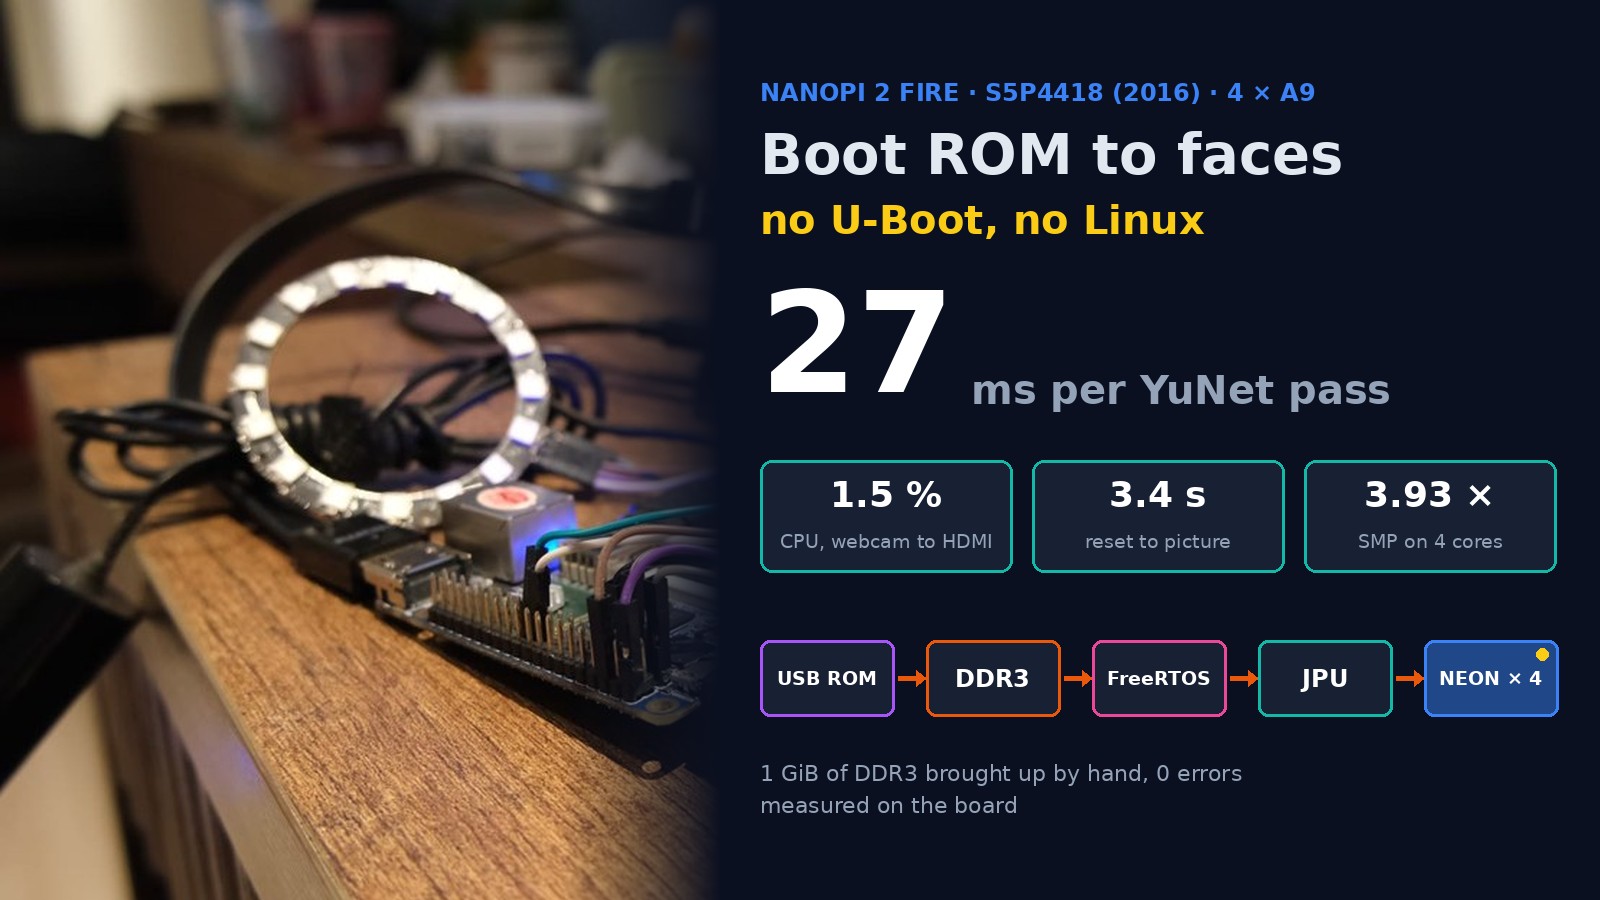 NANOPI 2 FIRE · S5P4418 (2016) · 4 × A9
Boot ROM to faces
no U-Boot, no Linux
27 ms per YuNet pass
1.5 %
CPU, webcam to HDMI
3.4 s
reset to picture
3.93 ×
SMP on 4 cores
USB ROM
DDR3
FreeRTOS
JPU
NEON × 4
1 GiB of DDR3 brought up by hand, 0 errors
measured on the board